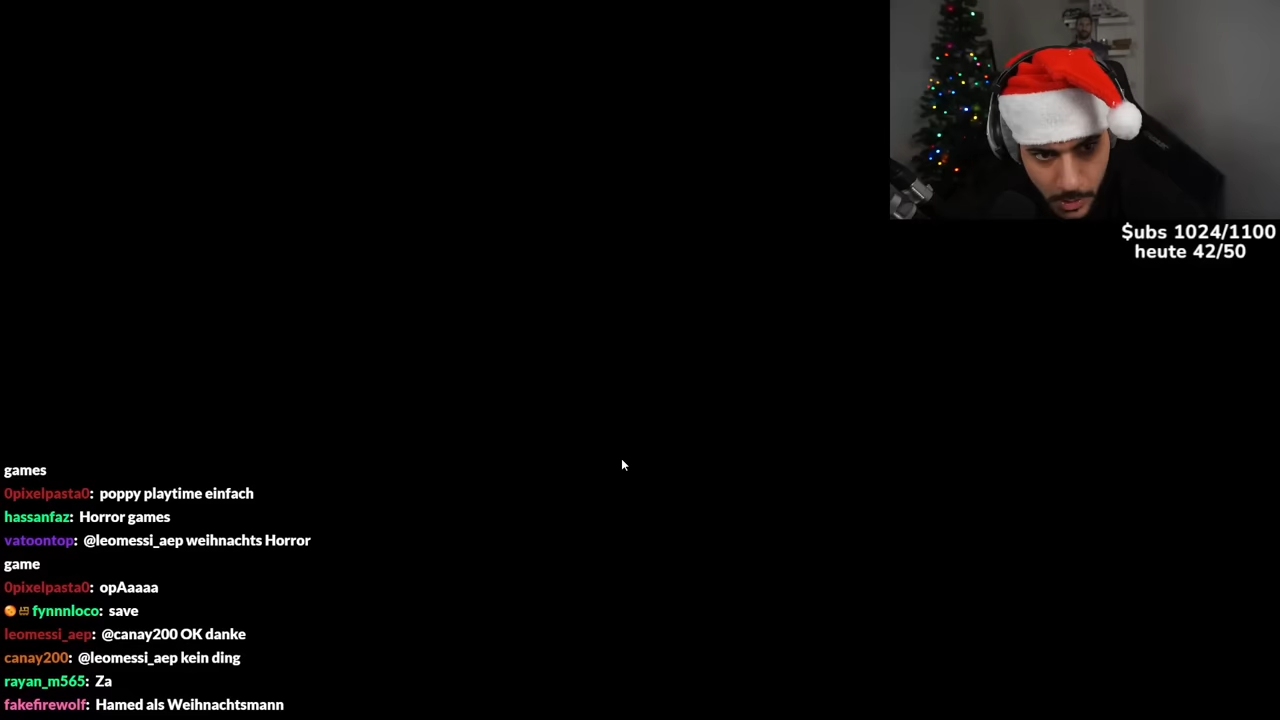 $ubs 1024/1100
heute 42/50
games
0pixelpasta0: poppy playtime einfach
hassanfaz: Horror games
vatoontop: @leomessi_aep weihnachts Horror
game
0pixelpasta0: opAaaaa
fynnnloco: save
leomessi_aep: @canay200 OK danke
canay200: @leomessi_aep kein ding
rayan_m565: Za
fakefirewolf: Hamed als Weihnachtsmann